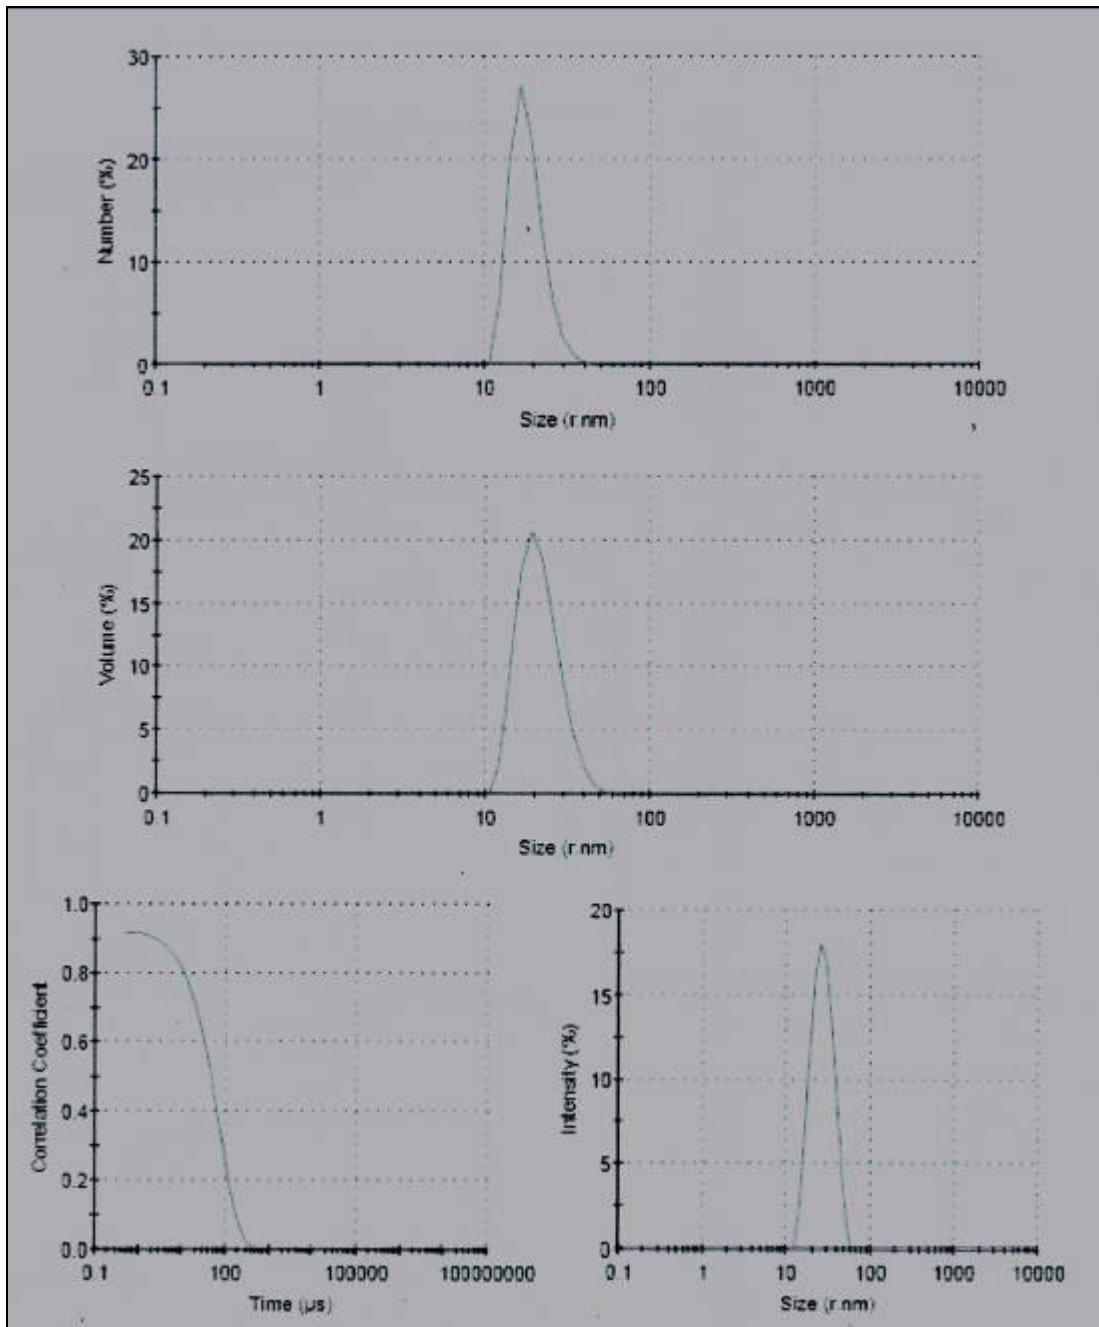 30
20
10
0
Number (%)
0.1 1 10 100 1000 10000
Size (r.nm)
25
20
15
10
5
0
Volume (%)
0.1 1 10 100 1000 10000
Size (r.nm)
1.0
0.8
0.6
0.4
0.2
0.0
Correlation Coefficient
0.1 100 100000 100000000
Time (µs)
20
15
10
5
0
Intensity (%)
0.1 1 10 100 1000 10000
Size (r.nm)